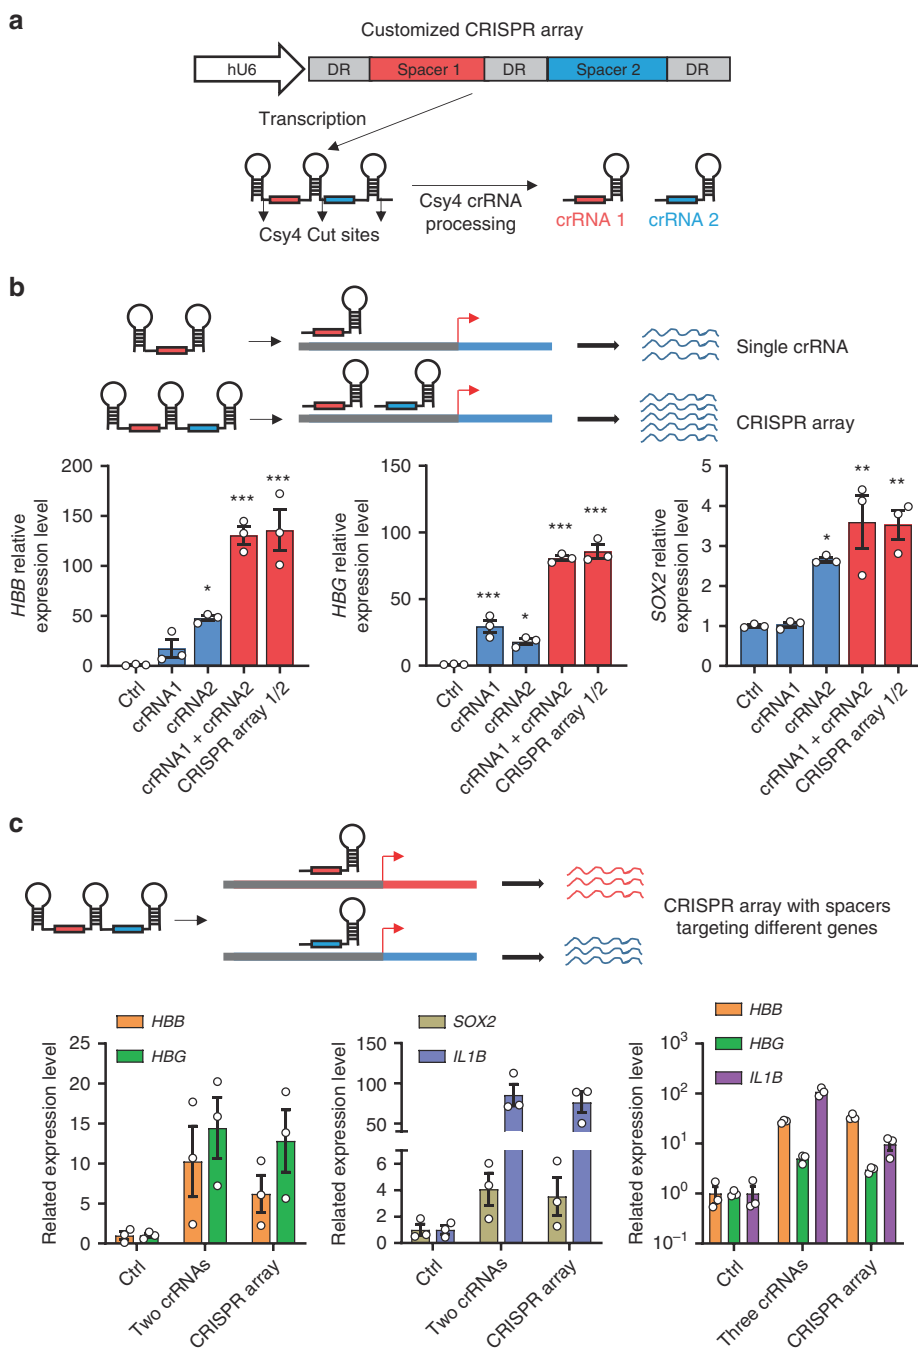 a
Customized CRISPR array
hU6
DR
Spacer 1
DR
Spacer 2
DR
Transcription
Csy4 crRNA
processing
Csy4 Cut sites
crRNA 1
crRNA 2
b
Single crRNA
CRISPR array
HBB relative
expression level
200
150
100
50
0
*
***
***
Ctrl
crRNA1
crRNA2
crRNA1 + crRNA2
CRISPR array 1/2
HBG relative
expression level
150
100
50
0
***
*
***
***
Ctrl
crRNA1
crRNA2
crRNA1 + crRNA2
CRISPR array 1/2
SOX2 relative
expression level
5
4
3
2
1
0
*
**
**
Ctrl
crRNA1
crRNA2
crRNA1 + crRNA2
CRISPR array 1/2
c
CRISPR array with spacers
targeting different genes
Related expression level
25
20
15
10
5
0
HBB
HBG
Ctrl
Two crRNAs
CRISPR array
Related expression level
150
100
50
6
4
2
0
SOX2
IL1B
Ctrl
Two crRNAs
CRISPR array
Related expression level
10³
10²
10¹
10⁰
10⁻¹
HBB
HBG
IL1B
Ctrl
Three crRNAs
CRISPR array